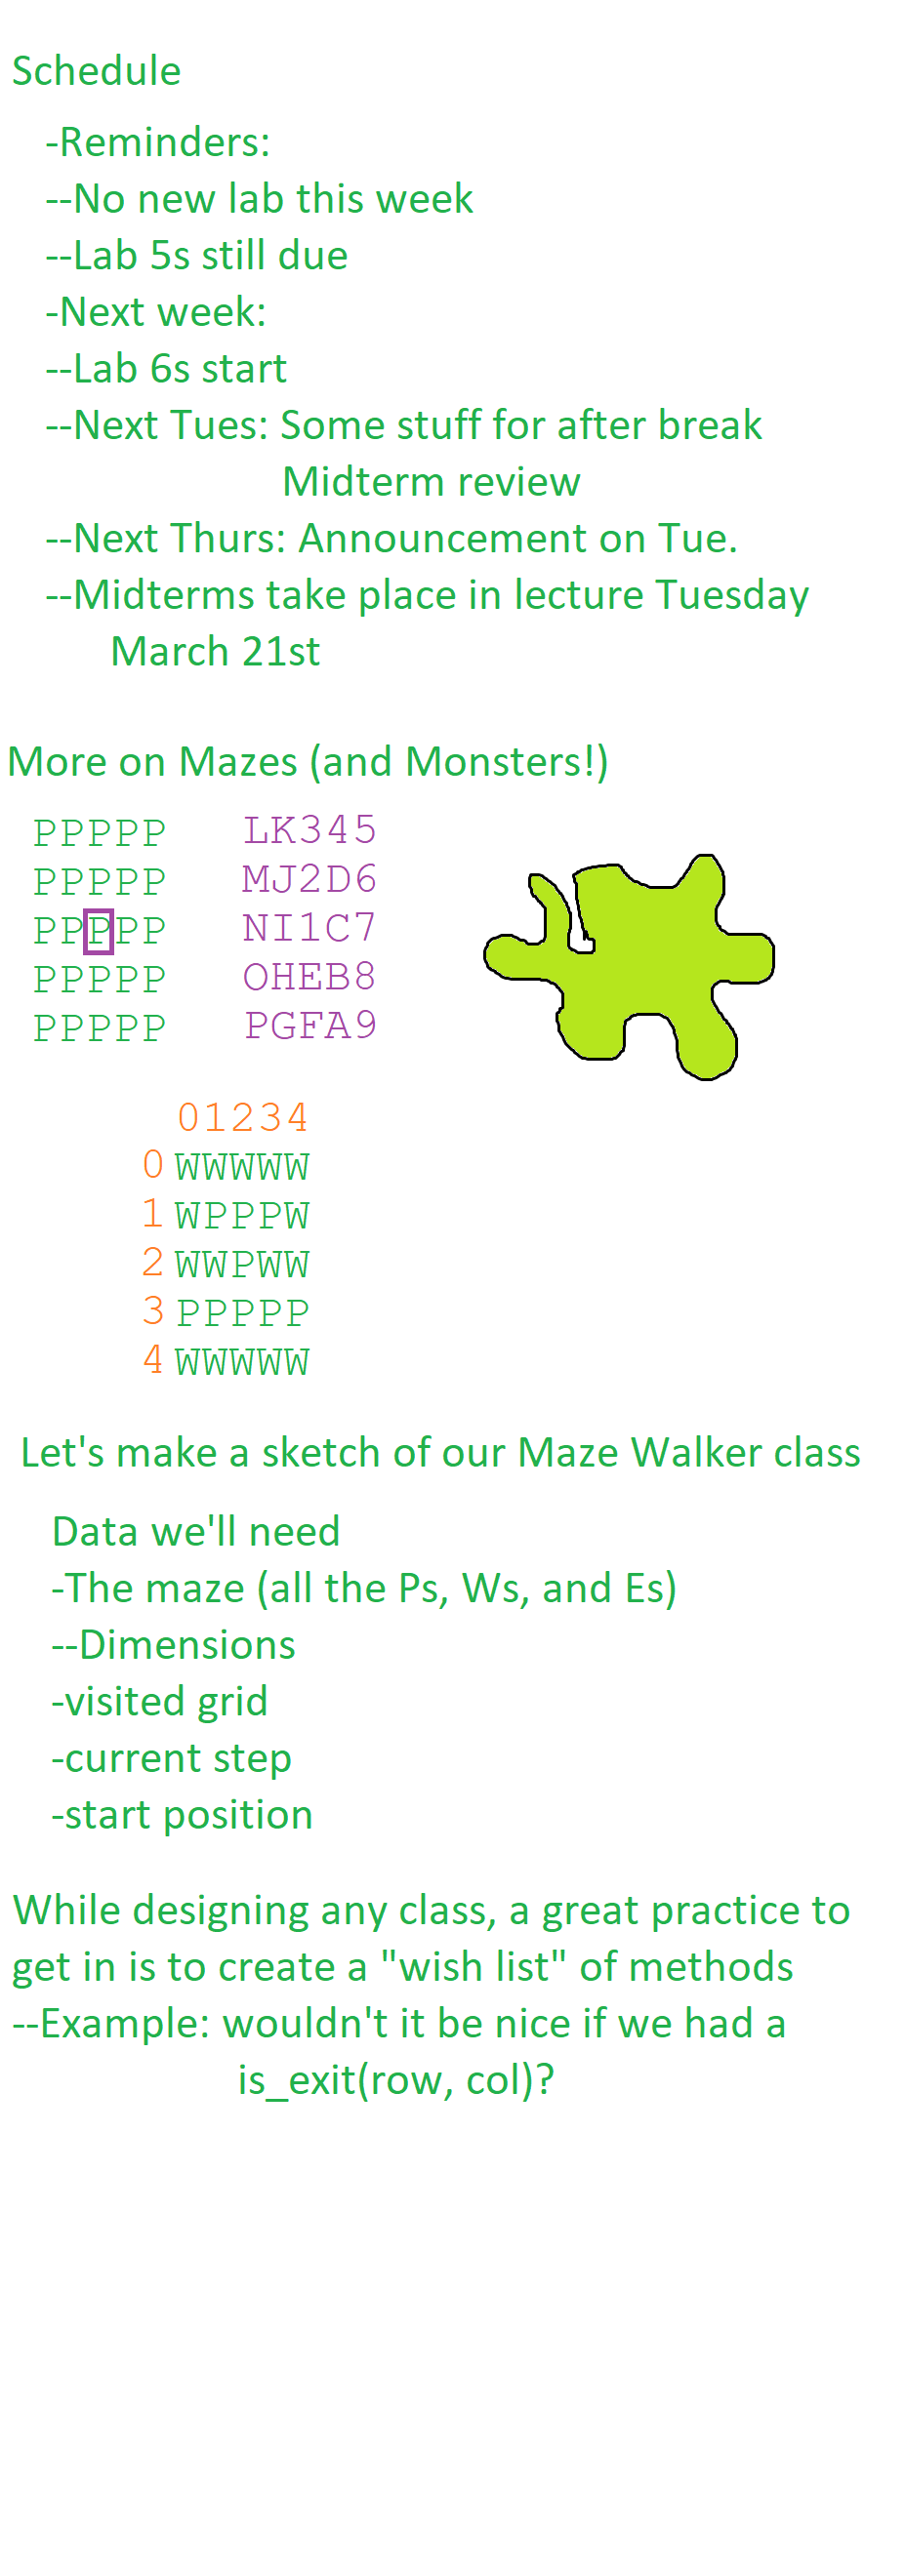 Schedule
-Reminders:
--No new lab this week
--Lab 5s still due
-Next week:
--Lab 6s start
--Next Tues: Some stuff for after break
Midterm review
--Next Thurs: Announcement on Tue.
--Midterms take place in lecture Tuesday
March 21st
More on Mazes (and Monsters!)
PPPPP LK345
PPPPP MJ2D6
PPPPP NI1C7
PPPPP OHEB8
PPPPP PGFA9
01234
0 WWWWW
1 WPPPW
2 WWPWW
3 PPPPP
4 WWWWW
Let's make a sketch of our Maze Walker class
Data we'll need
-The maze (all the Ps, Ws, and Es)
--Dimensions
-visited grid
-current step
-start position
While designing any class, a great practice to
get in is to create a "wish list" of methods
--Example: wouldn't it be nice if we had a
is_exit(row, col)?